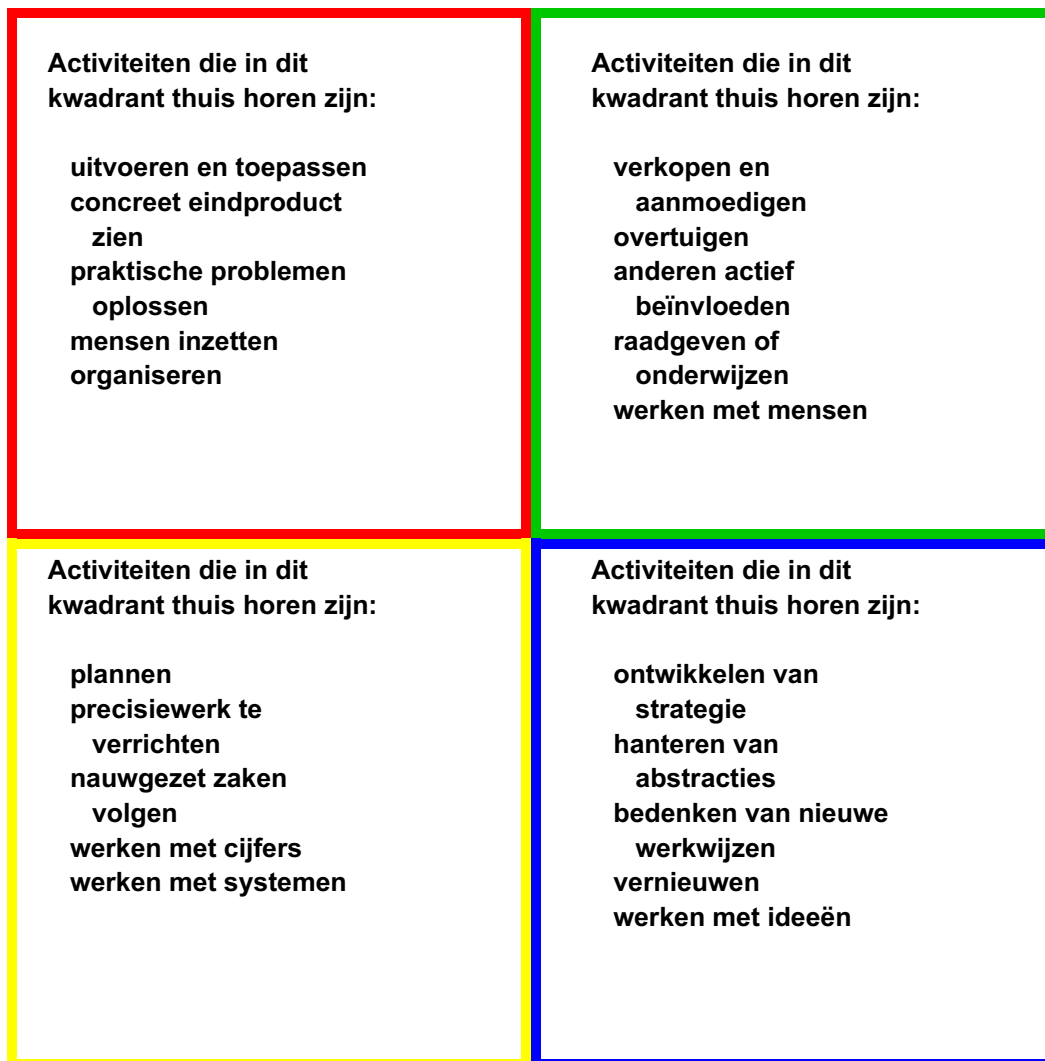 Activiteiten die in dit
kwadrant thuis horen zijn:
uitvoeren en toepassen
concreet eindproduct
zien
praktische problemen
oplossen
mensen inzetten
organiseren
Activiteiten die in dit
kwadrant thuis horen zijn:
verkopen en
aanmoedigen
overtuigen
anderen actief
beïnvloeden
raadgeven of
onderwijzen
werken met mensen
Activiteiten die in dit
kwadrant thuis horen zijn:
plannen
precisiewerk te
verrichten
nauwgezet zaken
volgen
werken met cijfers
werken met systemen
Activiteiten die in dit
kwadrant thuis horen zijn:
ontwikkelen van
strategie
hanteren van
abstracties
bedenken van nieuwe
werkwijzen
vernieuwen
werken met ideeën